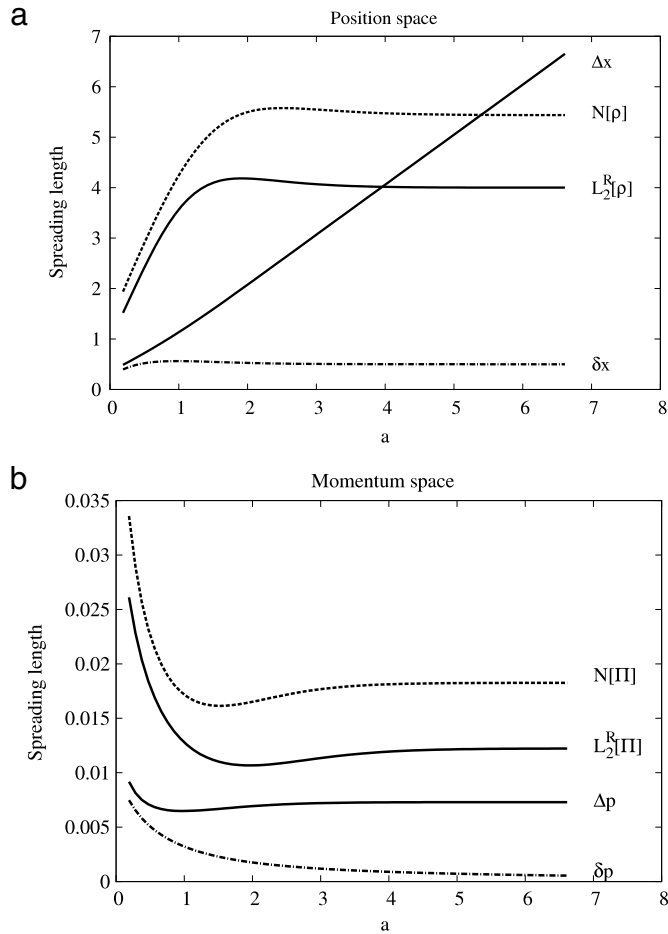 a
Position space
7
6
5
4
3
2
1
0
Spreading length
Δx
N[ρ]
L₂ᴿ[ρ]
δx
0 1 2 3 4 5 6 7 8
a
b
Momentum space
0.035
0.03
0.025
0.02
0.015
0.01
0.005
0
Spreading length
N[Π]
L₂ᴿ[Π]
Δp
δp
0 1 2 3 4 5 6 7 8
a